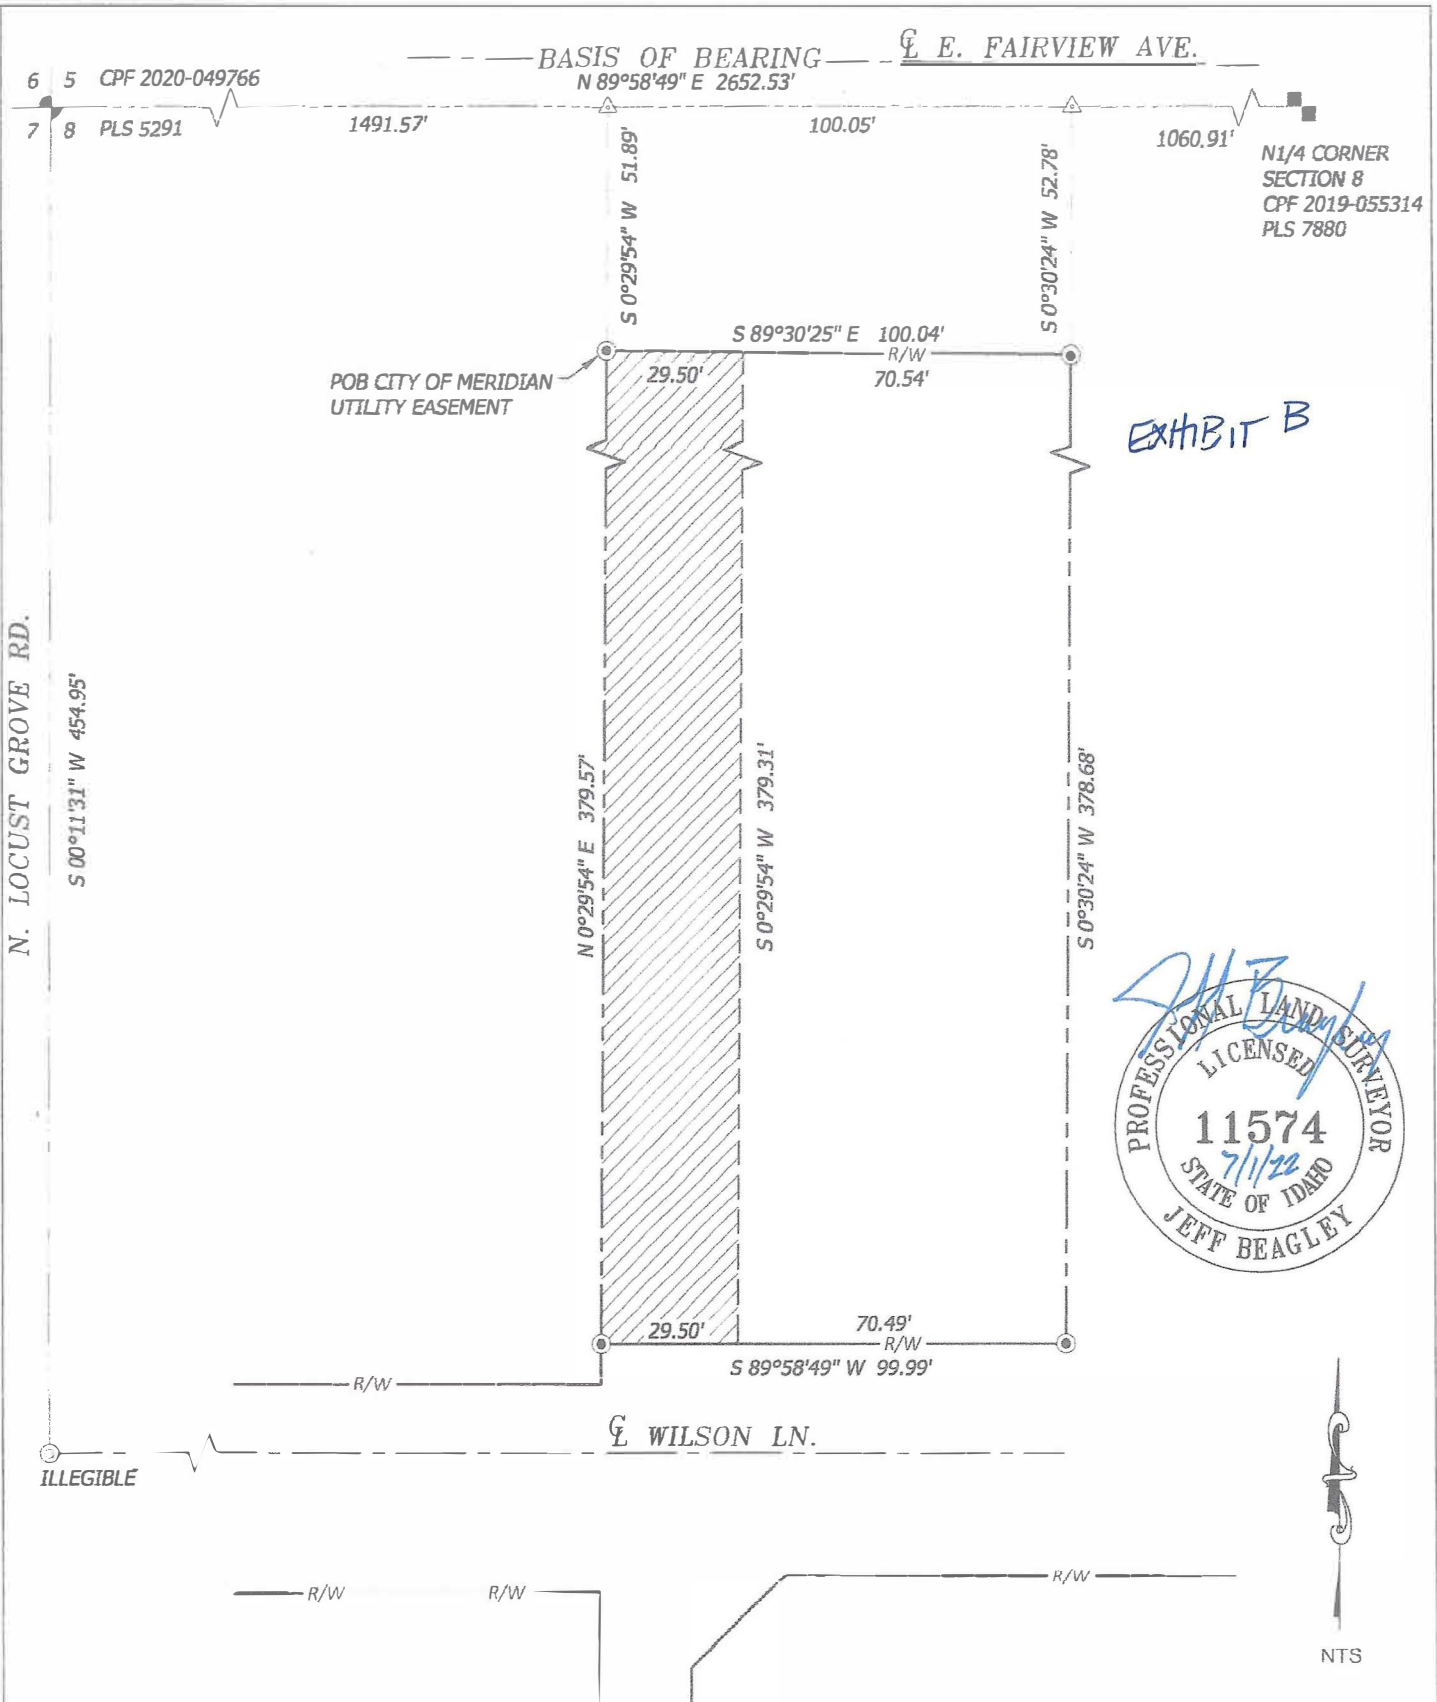 BASIS OF BEARING
℄ E. FAIRVIEW AVE.
N 89°58'49" E 2652.53'
6 5 CPF 2020-049766
7 8 PLS 5291
1491.57'
100.05'
1060.91'
N1/4 CORNER
SECTION 8
CPF 2019-055314
PLS 7880
S 0°29'54" W 51.89'
S 0°30'24" W 52.78'
S 89°30'25" E 100.04'
R/W
29.50'
70.54'
POB CITY OF MERIDIAN
UTILITY EASEMENT
EXHIBIT B
N. LOCUST GROVE RD.
S 00°11'31" W 454.95'
N 0°29'54" E 379.57'
S 0°29'54" W 379.31'
S 0°30'24" W 378.68'
Jeff Beagley
PROFESSIONAL LAND SURVEYOR
LICENSED
11574
7/1/22
STATE OF IDAHO
JEFF BEAGLEY
29.50'
70.49'
R/W
S 89°58'49" W 99.99'
R/W
℄ WILSON LN.
ILLEGIBLE
R/W
R/W
R/W
NTS